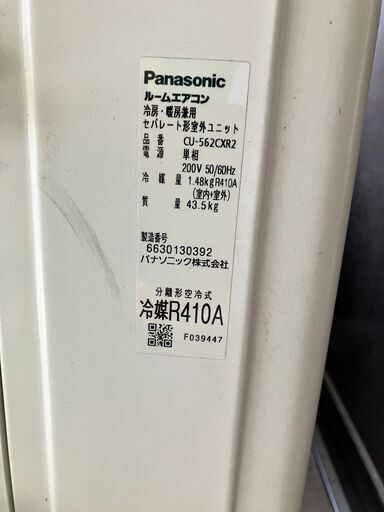 Panasonic
ルームエアコン
冷房・暖房兼用
セパレート形室外ユニット
品番 CU-562CXR2
電源 単相
200V 50/60Hz
冷媒量 1.48kg R410A
(室内+室外)
質量 43.5kg
製造番号
6630130392
パナソニック株式会社
分離形空冷式
冷媒R410A
F039447